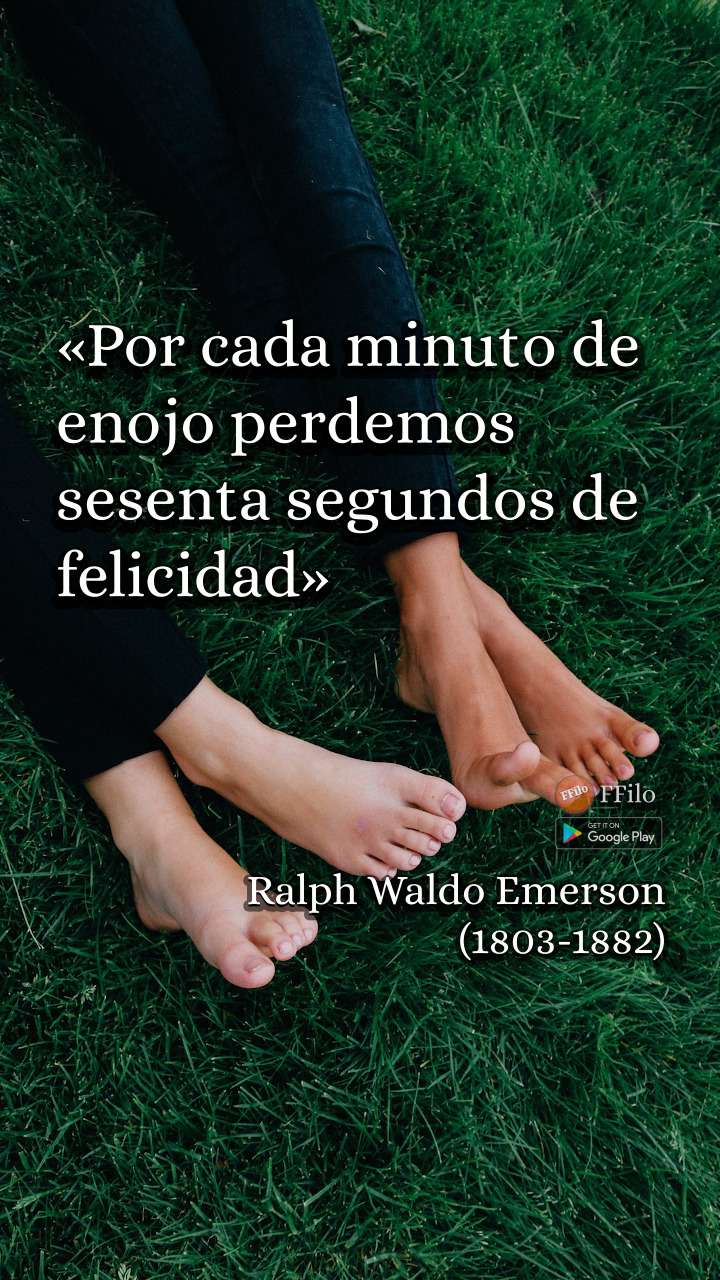 «Por cada minuto de
enojo perdemos
sesenta segundos de
felicidad»
FFilo FFilo
GET IT ON
Google Play
Ralph Waldo Emerson
(1803-1882)